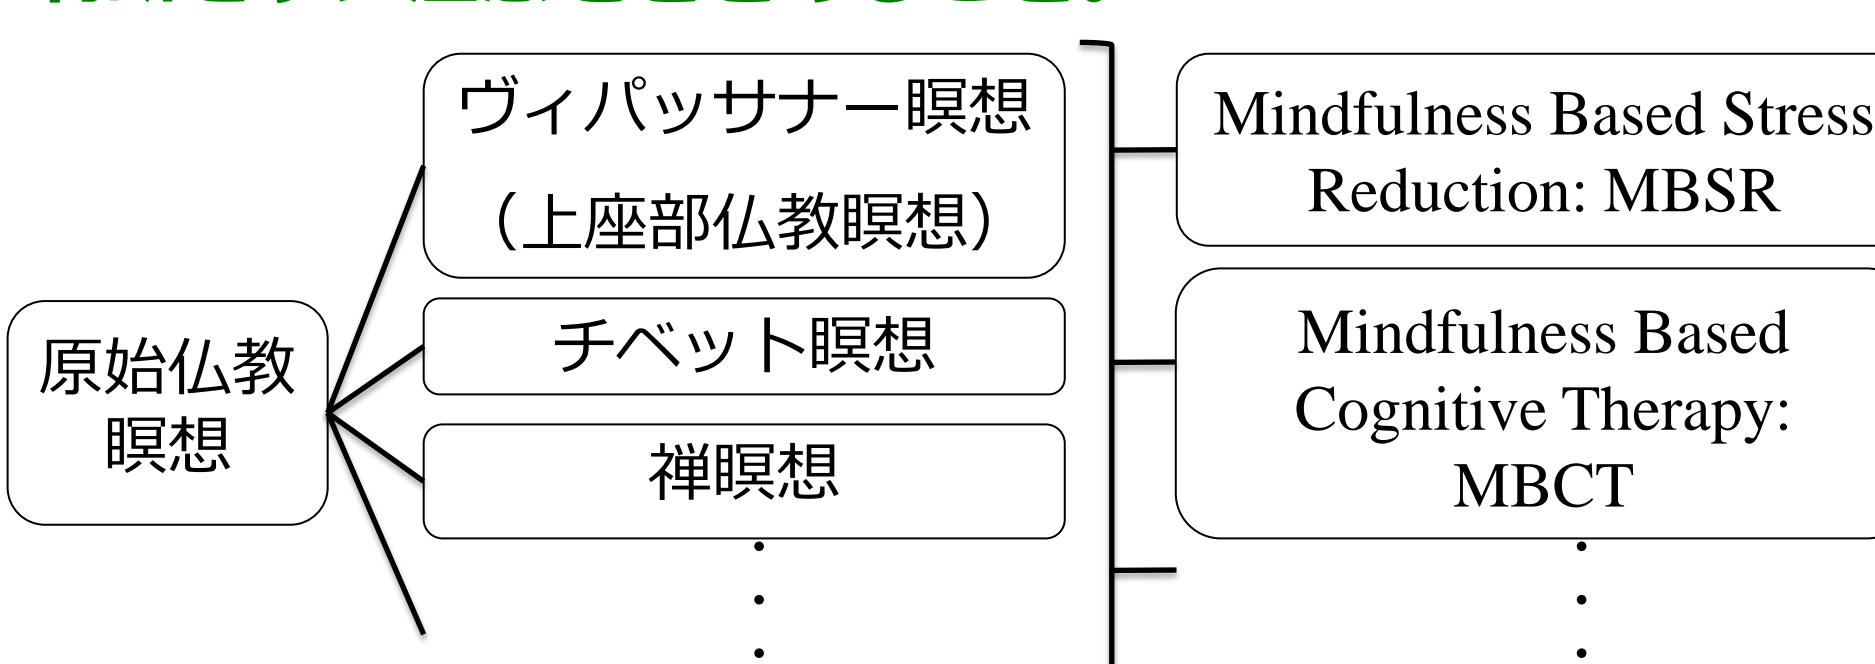 ヴィパッサナー瞑想
（上座部仏教瞑想）
チベット瞑想
禅瞑想
・
・
・
原始仏教
瞑想
Mindfulness Based Stress
Reduction: MBSR
Mindfulness Based
Cognitive Therapy:
MBCT
・
・
・